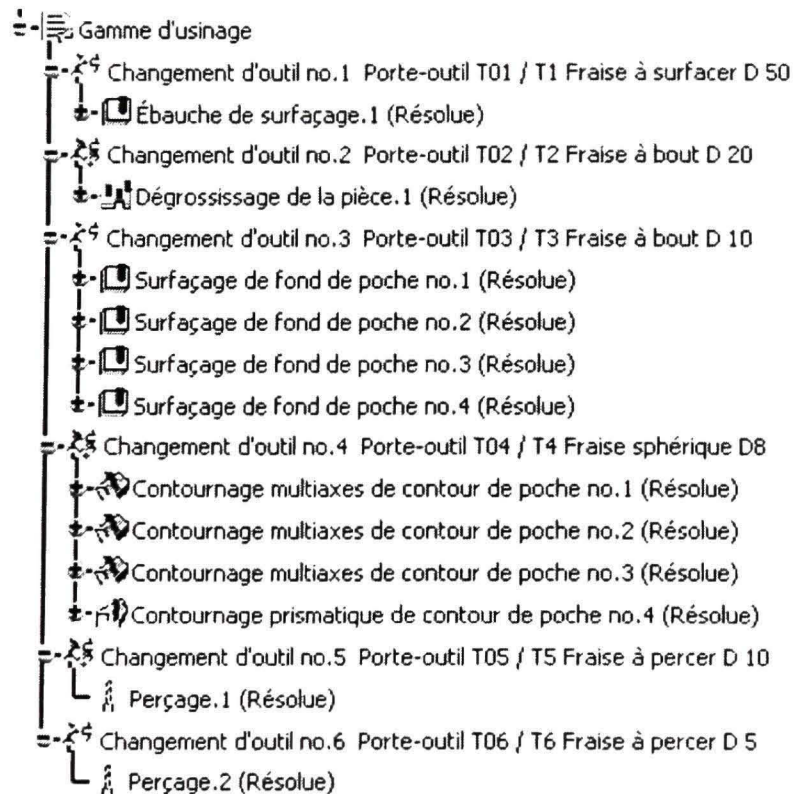 Gamme d'usinage
Changement d'outil no.1 Porte-outil T01 / T1 Fraise à surfacer D 50
Ébauche de surfaçage.1 (Résolue)
Changement d'outil no.2 Porte-outil T02 / T2 Fraise à bout D 20
Dégrossissage de la pièce.1 (Résolue)
Changement d'outil no.3 Porte-outil T03 / T3 Fraise à bout D 10
Surfaçage de fond de poche no.1 (Résolue)
Surfaçage de fond de poche no.2 (Résolue)
Surfaçage de fond de poche no.3 (Résolue)
Surfaçage de fond de poche no.4 (Résolue)
Changement d'outil no.4 Porte-outil T04 / T4 Fraise sphérique D8
Contournage multiaxes de contour de poche no.1 (Résolue)
Contournage multiaxes de contour de poche no.2 (Résolue)
Contournage multiaxes de contour de poche no.3 (Résolue)
Contournage prismatique de contour de poche no.4 (Résolue)
Changement d'outil no.5 Porte-outil T05 / T5 Fraise à percer D 10
Perçage.1 (Résolue)
Changement d'outil no.6 Porte-outil T06 / T6 Fraise à percer D 5
Perçage.2 (Résolue)